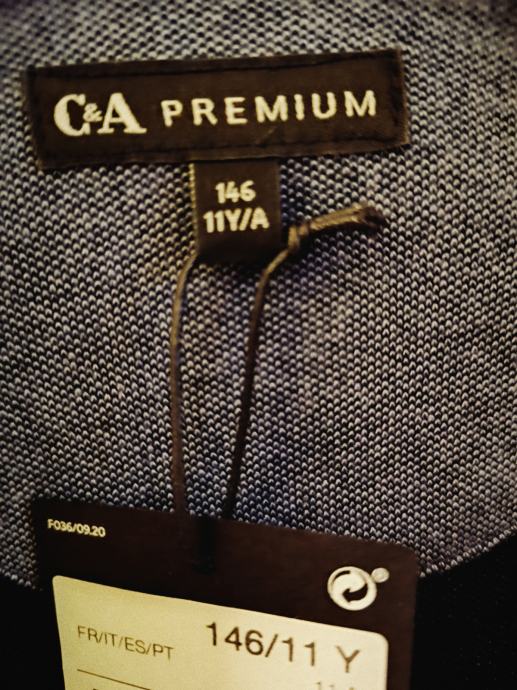 C&A PREMIUM
146
11Y/A
F036/09.20
FR/IT/ES/PT 146/11 Y